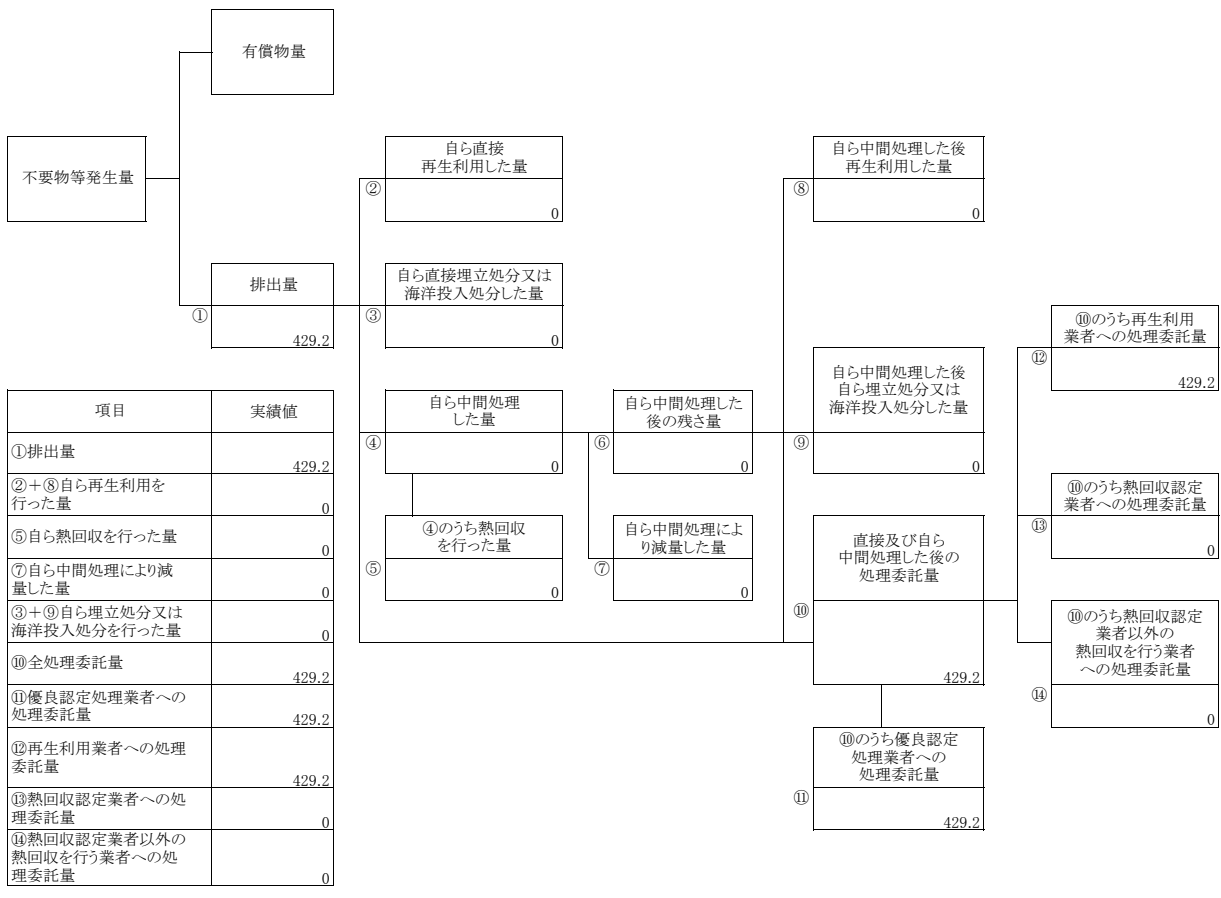 有償物量
不要物等発生量
自ら直接
再生利用した量
②
0
自ら中間処理した後
再生利用した量
⑧
0
排出量
①
429.2
自ら直接埋立処分又は
海洋投入処分した量
③
0
⑩のうち再生利用
業者への処理委託量
⑫
429.2
自ら中間処理した後
自ら埋立処分又は
海洋投入処分した量
⑨
0
自ら中間処理
した量
④
0
自ら中間処理した
後の残さ量
⑥
0
⑩のうち熱回収認定
業者への処理委託量
⑬
0
④のうち熱回収
を行った量
⑤
0
自ら中間処理によ
り減量した量
⑦
0
直接及び自ら
中間処理した後の
処理委託量
⑩
429.2
⑩のうち熱回収認定
業者以外の
熱回収を行う業者
への処理委託量
⑭
0
⑩のうち優良認定
処理業者への
処理委託量
⑪
429.2
項目 実績値
①排出量
429.2
②＋⑧自ら再生利用を
行った量
0
⑤自ら熱回収を行った量
0
⑦自ら中間処理により減
量した量
0
③＋⑨自ら埋立処分又は
海洋投入処分を行った量
0
⑩全処理委託量
429.2
⑪優良認定処理業者への
処理委託量
429.2
⑫再生利用業者への処理
委託量
429.2
⑬熱回収認定業者への処
理委託量
0
⑭熱回収認定業者以外の
熱回収を行う業者への処
理委託量
0